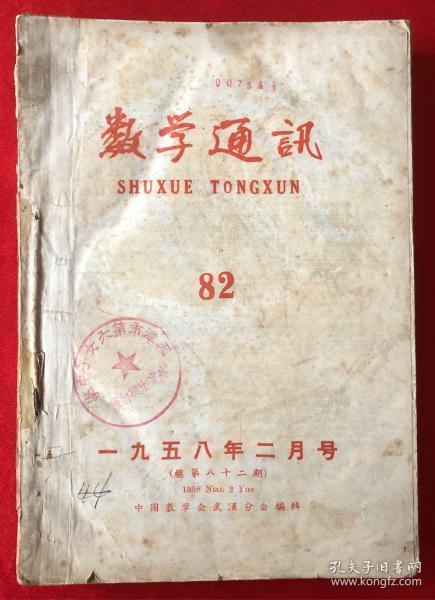 007543
數学通訊
SHUXUE TONGXUN
82
一九五八年二月号
(總第八十二期)
1958 Nian 2 Yue
中国数学会武漢分会編輯
44
孔夫子旧书网
www.kongfz.com